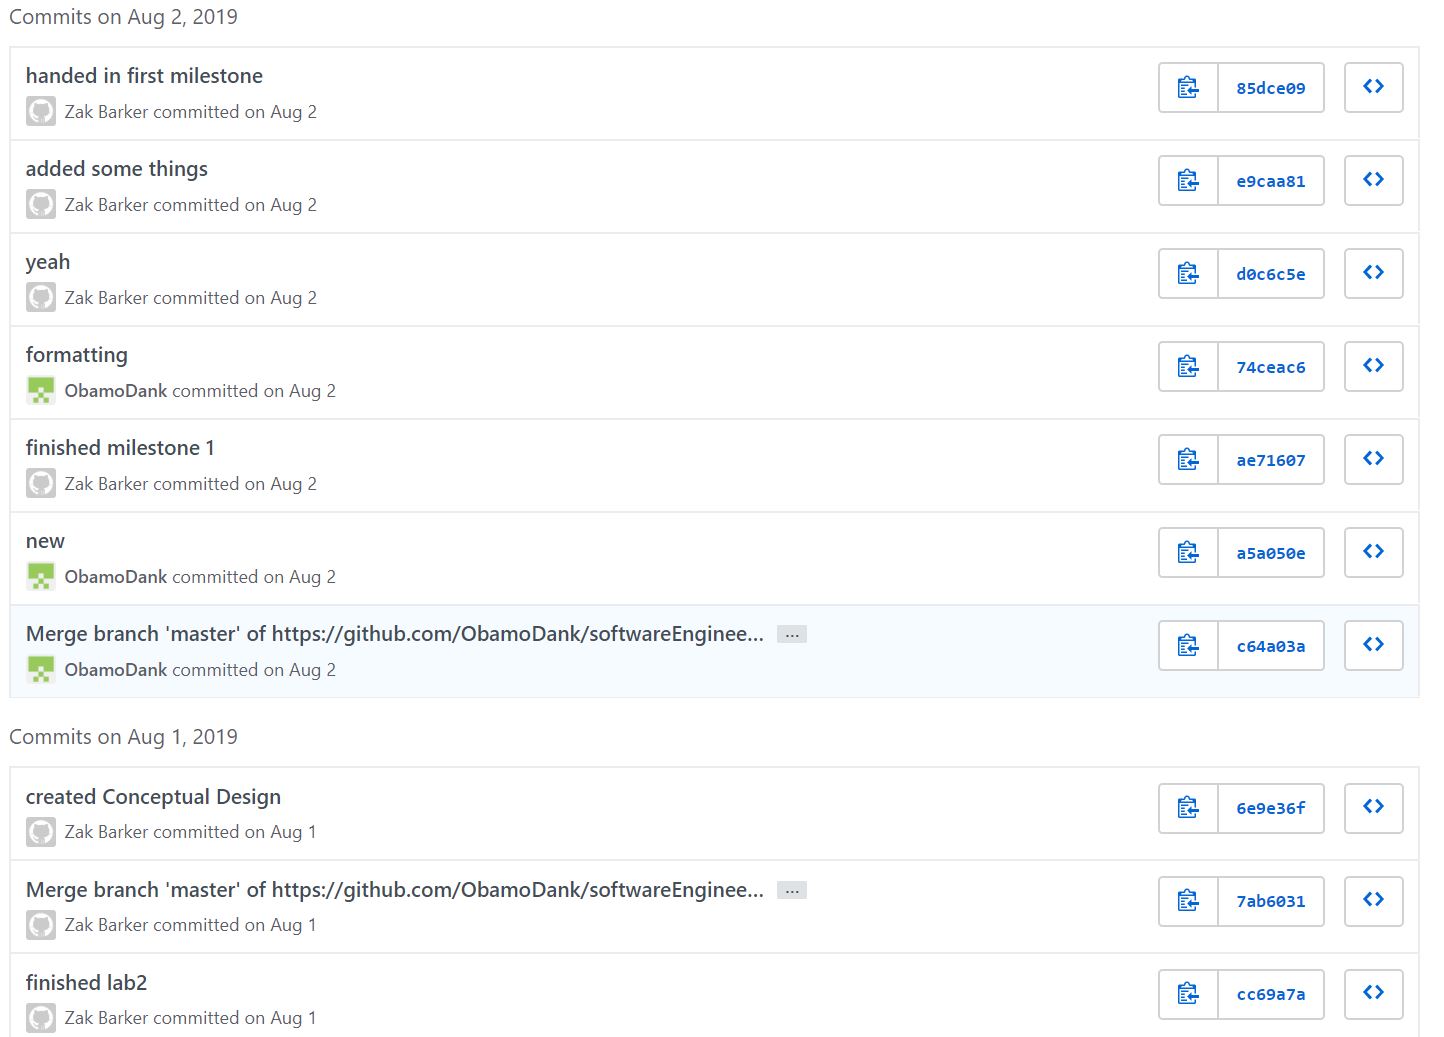 Commits on Aug 2, 2019
handed in first milestone
85dce09
Zak Barker committed on Aug 2
added some things
e9caa81
Zak Barker committed on Aug 2
yeah
d0c6c5e
Zak Barker committed on Aug 2
formatting
74ceac6
ObamoDank committed on Aug 2
finished milestone 1
ae71607
Zak Barker committed on Aug 2
new
a5a050e
ObamoDank committed on Aug 2
Merge branch 'master' of https://github.com/ObamoDank/softwareEnginee... ...
c64a03a
ObamoDank committed on Aug 2
Commits on Aug 1, 2019
created Conceptual Design
6e9e36f
Zak Barker committed on Aug 1
Merge branch 'master' of https://github.com/ObamoDank/softwareEnginee... ...
7ab6031
Zak Barker committed on Aug 1
finished lab2
cc69a7a
Zak Barker committed on Aug 1